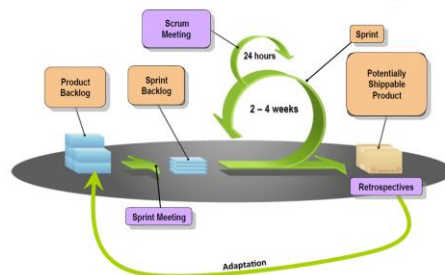 Scrum
Meeting
24 hours
Sprint
Product
Backlog
Sprint
Backlog
2 – 4 weeks
Potentially
Shippable
Product
Retrospectives
Sprint Meeting
Adaptation